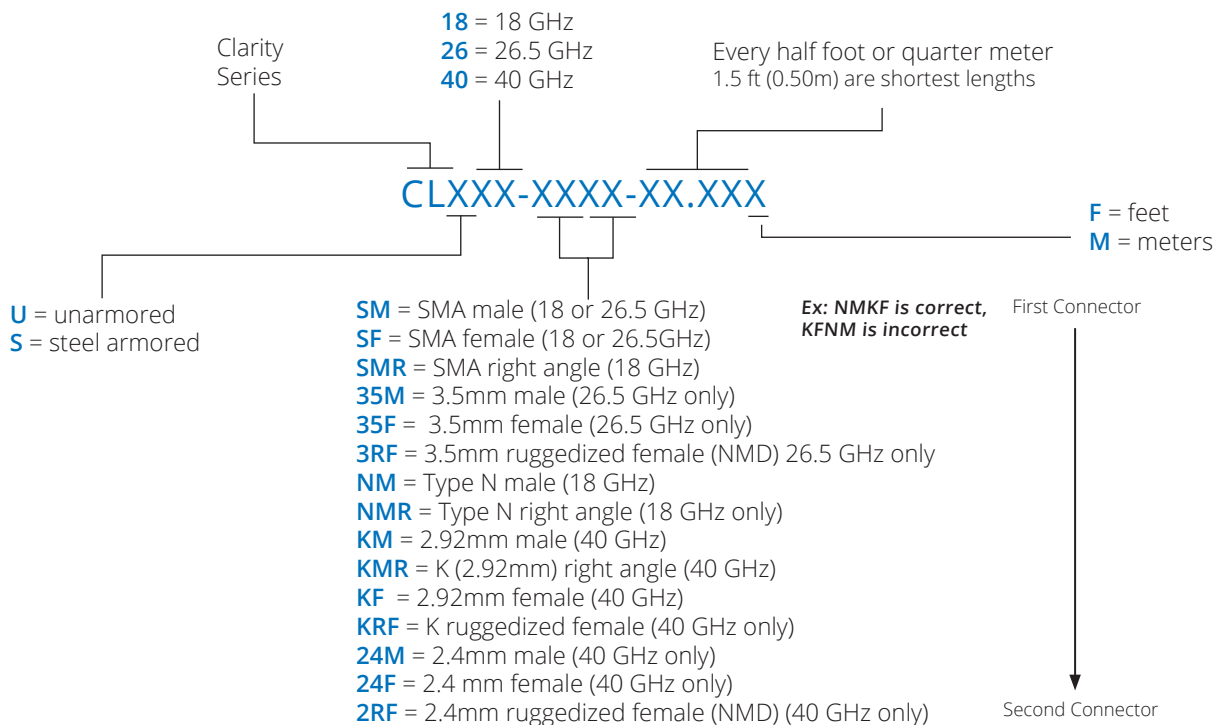 18 = 18 GHz
26 = 26.5 GHz
40 = 40 GHz
Clarity
Series
Every half foot or quarter meter
1.5 ft (0.50m) are shortest lengths
CLXXX-XXXX-XX.XXX
F = feet
M = meters
U = unarmored
S = steel armored
SM = SMA male (18 or 26.5 GHz)
SF = SMA female (18 or 26.5GHz)
SMR = SMA right angle (18 GHz)
35M = 3.5mm male (26.5 GHz only)
35F = 3.5mm female (26.5 GHz only)
3RF = 3.5mm ruggedized female (NMD) 26.5 GHz only
NM = Type N male (18 GHz)
NMR = Type N right angle (18 GHz only)
KM = 2.92mm male (40 GHz)
KMR = K (2.92mm) right angle (40 GHz)
KF = 2.92mm female (40 GHz)
KRF = K ruggedized female (40 GHz only)
24M = 2.4mm male (40 GHz only)
24F = 2.4 mm female (40 GHz only)
2RF = 2.4mm ruggedized female (NMD) (40 GHz only)
Ex: NMKF is correct,
KFNM is incorrect
First Connector
Second Connector